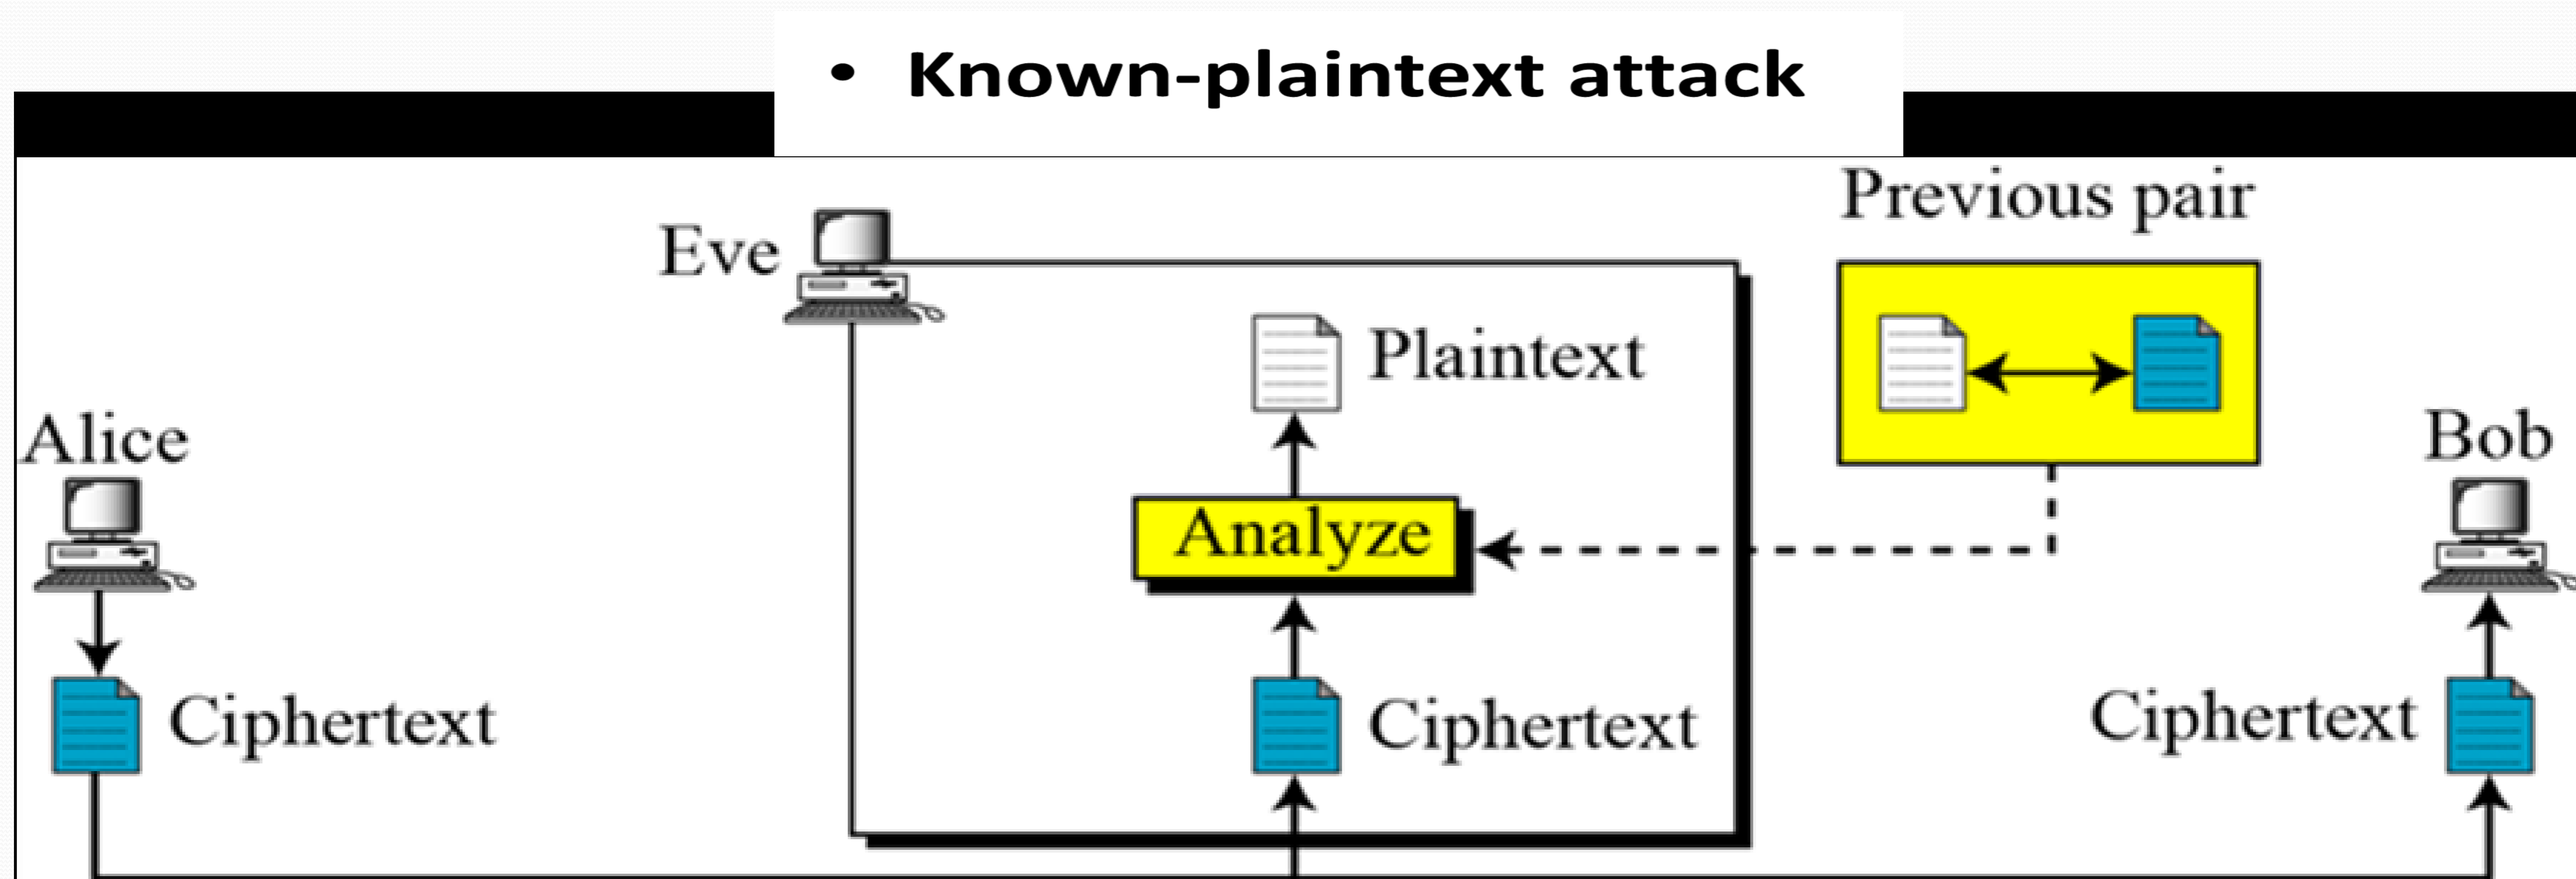 • Known-plaintext attack
Previous pair
Eve
Plaintext
Alice
Bob
Analyze
Ciphertext
Ciphertext
Ciphertext